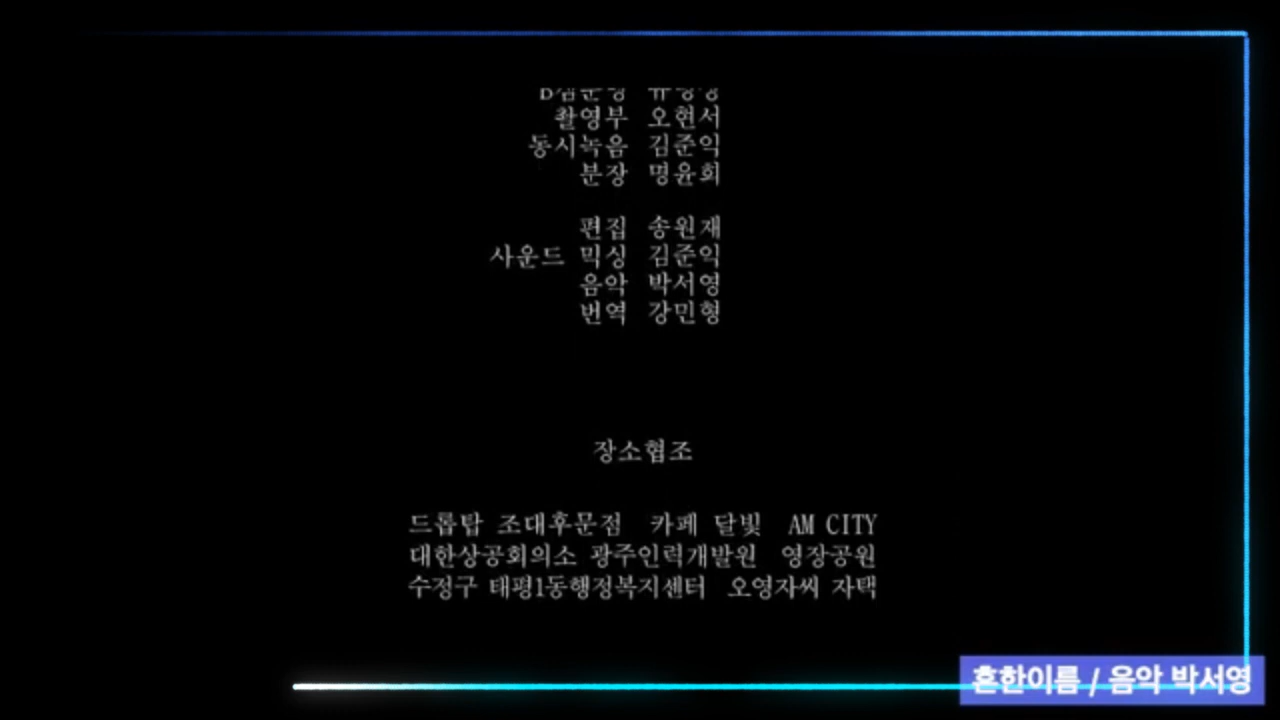 촬영부 오현서
동시녹음 김준익
분장 명윤희
편집 송원재
사운드 믹싱 김준익
음악 박서영
번역 강민형
장소협조
드롭탑 조대후문점 카페 달빛 AM CITY
대한상공회의소 광주인력개발원 영장공원
수정구 태평1동행정복지센터 오영자씨 자택
흔한이름 / 음악 박서영